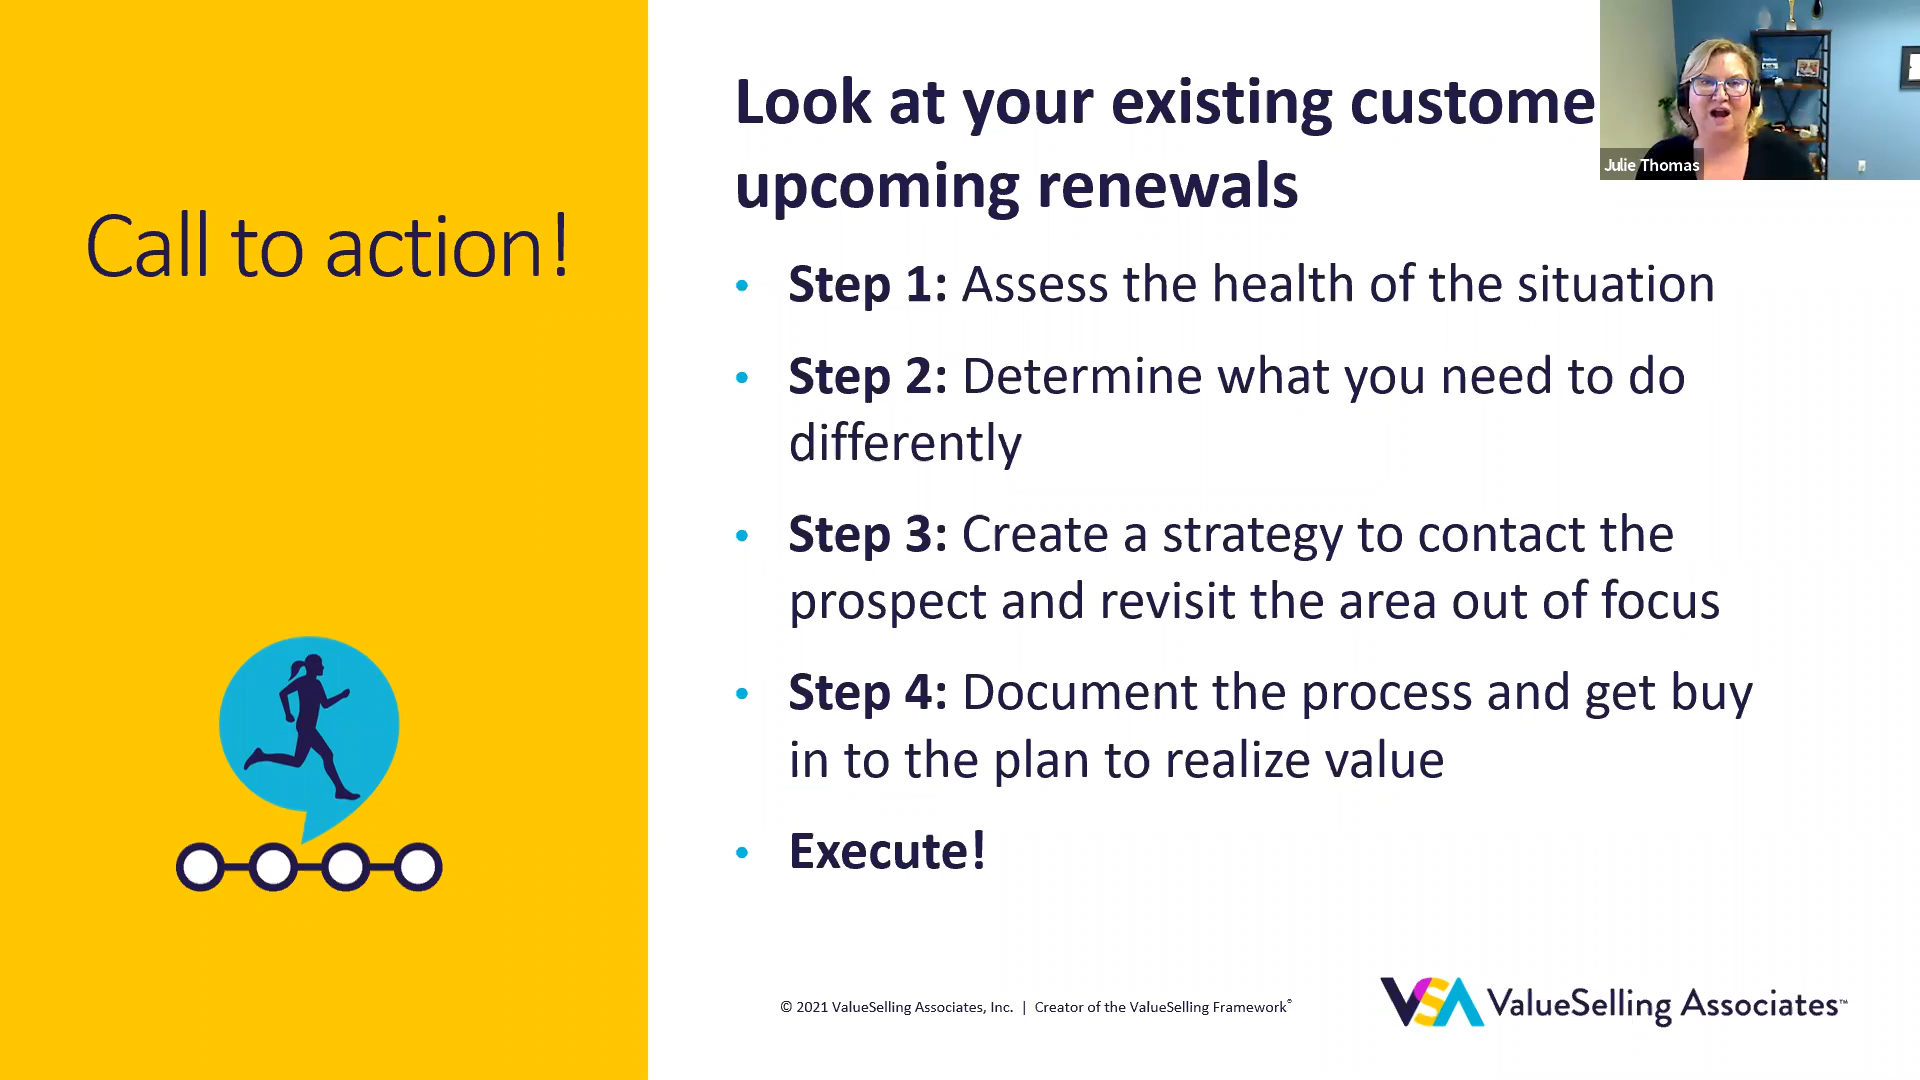 Call to action!
Look at your existing custome
upcoming renewals
• Step 1: Assess the health of the situation
• Step 2: Determine what you need to do
differently
• Step 3: Create a strategy to contact the
prospect and revisit the area out of focus
• Step 4: Document the process and get buy
in to the plan to realize value
• Execute!
Julie Thomas
© 2021 ValueSelling Associates, Inc. | Creator of the ValueSelling Framework®
VSA ValueSelling Associates™